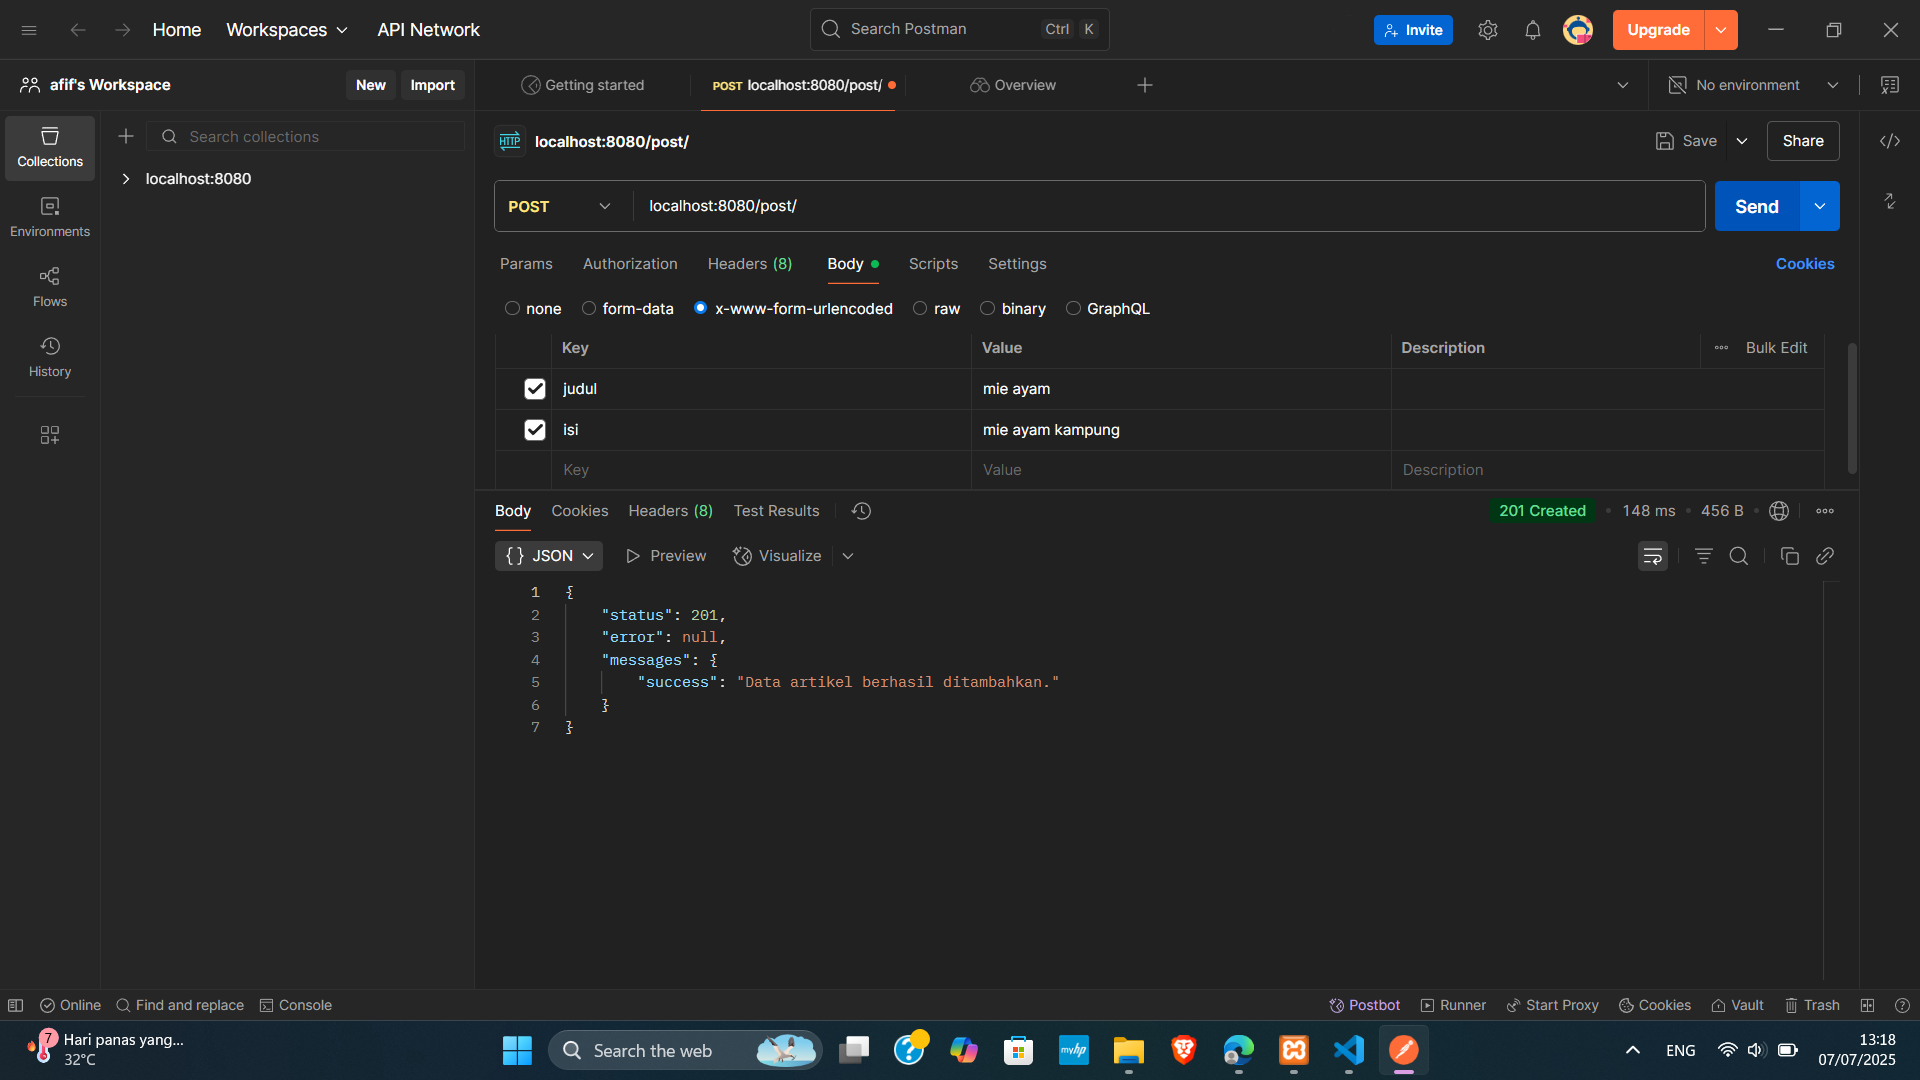 Home Workspaces API Network Search Postman Ctrl K Invite Upgrade
afif's Workspace New Import Getting started POST localhost:8080/post/ Overview No environment
Collections
Search collections
localhost:8080
Environments
Flows
History
HTTP localhost:8080/post/ Save Share
POST localhost:8080/post/ Send
Params Authorization Headers (8) Body Scripts Settings Cookies
none form-data x-www-form-urlencoded raw binary GraphQL
Key Value Description Bulk Edit
judul mie ayam
isi mie ayam kampung
Key Value Description
Body Cookies Headers (8) Test Results 201 Created 148 ms 456 B
{} JSON Preview Visualize
1 {
2 "status": 201,
3 "error": null,
4 "messages": {
5 "success": "Data artikel berhasil ditambahkan."
6 }
7 }
Online Find and replace Console Postbot Runner Start Proxy Cookies Vault Trash
7 Hari panas yang...
32°C
Search the web
myhp
ENG
13:18
07/07/2025